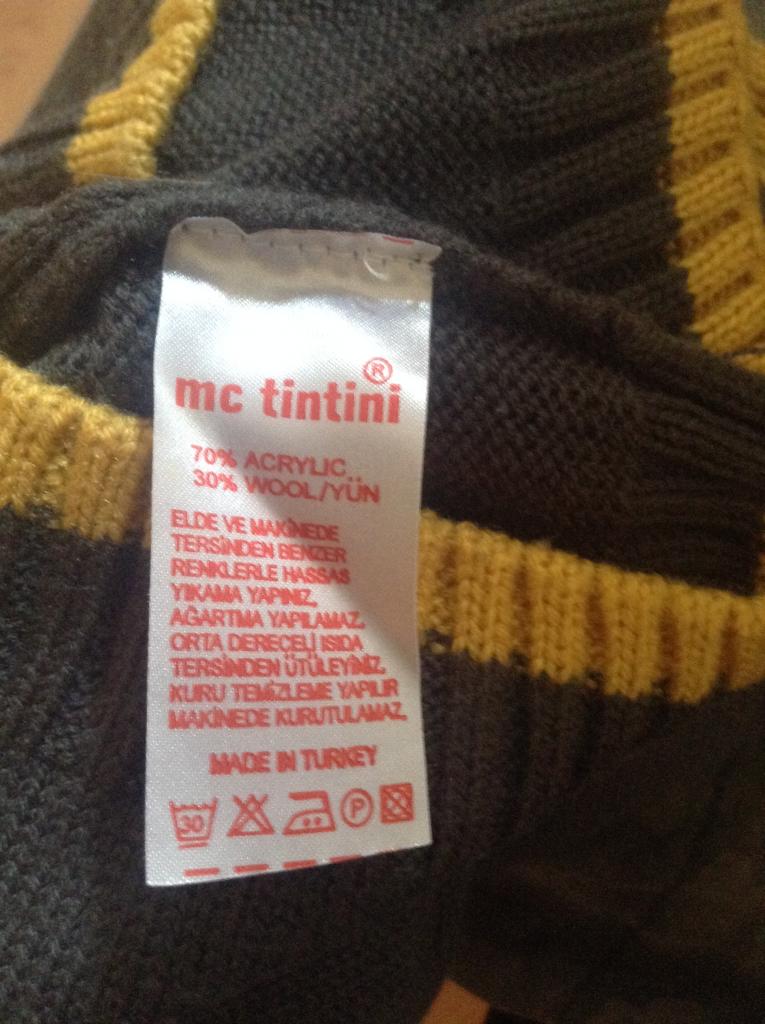 mc tintini®
70% ACRYLIC
30% WOOL/YÜN
ELDE VE MAKİNEDE
TERSİNDEN BENZER
RENKLERLE HASSAS
YIKAMA YAPINIZ.
AĞARTMA YAPILAMAZ.
ORTA DERECELİ ISIDA
TERSİNDEN ÜTÜLEYİNİZ.
KURU TEMİZLEME YAPILIR
MAKİNEDE KURUTULAMAZ.
MADE IN TURKEY
30 P